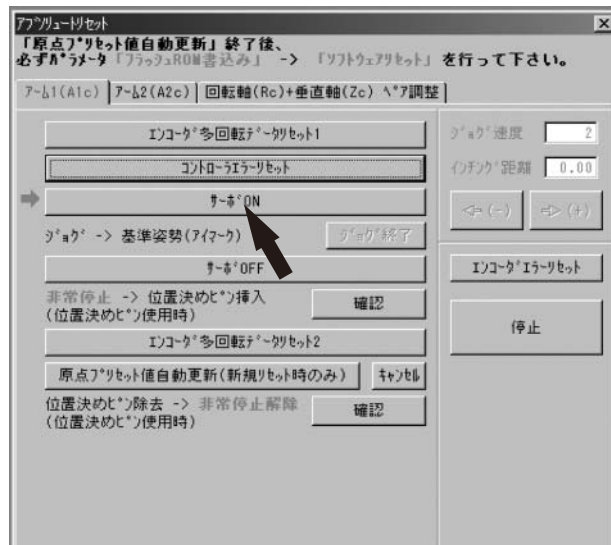 アブソリュートリセット
「原点プリセット値自動更新」終了後、
必ずパラメータ「フラッシュROM書込み」 -> 「ソフトウェアリセット」 を行って下さい。
アーム1(A1c) アーム2(A2c) 回転軸(Rc)+垂直軸(Zc) ペア調整
エンコーダ多回転データリセット1
コントローラエラーリセット
サーボON
ジョグ -> 基準姿勢(アイマーク) ジョグ終了
サーボOFF
非常停止 -> 位置決めピン挿入
(位置決めピン使用時)
確認
エンコーダ多回転データリセット2
原点プリセット値自動更新(新規リセット時のみ) キャンセル
位置決めピン除去 -> 非常停止解除
(位置決めピン使用時)
確認
ジョグ速度 2
インチング距離 0.00
(-) (+)
エンコーダエラーリセット
停止